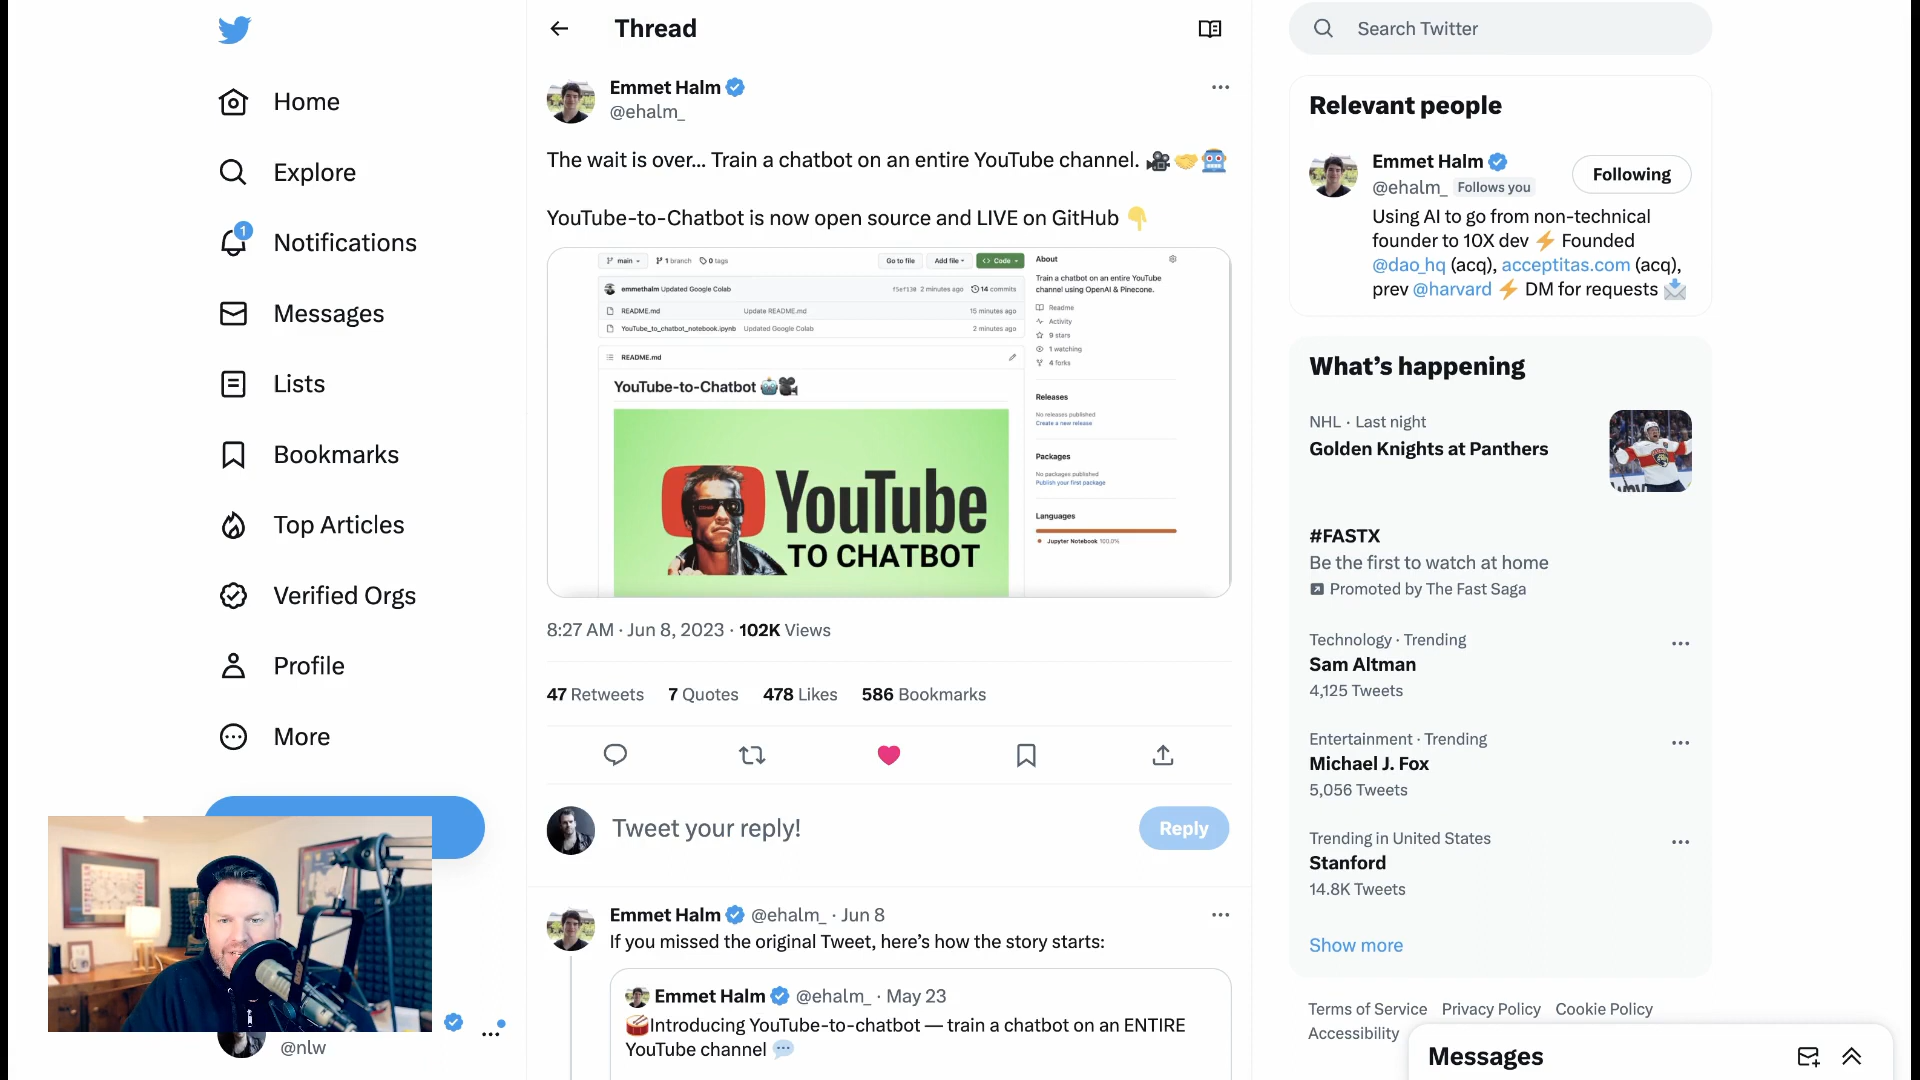 Home
Explore
1
Notifications
Messages
Lists
Bookmarks
Top Articles
Verified Orgs
Profile
More
@nlw
Thread
Emmet Halm
@ehalm_
The wait is over... Train a chatbot on an entire YouTube channel. 🎥🤝🤖
YouTube-to-Chatbot is now open source and LIVE on GitHub 👇
main
1 branch
0 tags
Go to file
Add file
Code
emmethalm Updated Google Colab
f5ef130 2 minutes ago
14 commits
README.md
Update README.md
15 minutes ago
YouTube_to_chatbot_notebook.ipynb
Updated Google Colab
2 minutes ago
README.md
YouTube-to-Chatbot 🤖🎥
YouTube
TO CHATBOT
About
Train a chatbot on an entire YouTube
channel using OpenAI & Pinecone.
Readme
Activity
9 stars
1 watching
4 forks
Releases
No releases published
Create a new release
Packages
No packages published
Publish your first package
Languages
Jupyter Notebook 100.0%
8:27 AM · Jun 8, 2023 · 102K Views
47 Retweets 7 Quotes 478 Likes 586 Bookmarks
Tweet your reply!
Reply
Emmet Halm @ehalm_ · Jun 8
If you missed the original Tweet, here's how the story starts:
Emmet Halm @ehalm_ · May 23
🥁Introducing YouTube-to-chatbot — train a chatbot on an ENTIRE
YouTube channel 💬
Search Twitter
Relevant people
Emmet Halm
@ehalm_ Follows you
Following
Using AI to go from non-technical
founder to 10X dev ⚡ Founded
@dao_hq (acq), acceptitas.com (acq),
prev @harvard ⚡ DM for requests 📩
What's happening
NHL · Last night
Golden Knights at Panthers
#FASTX
Be the first to watch at home
Promoted by The Fast Saga
Technology · Trending
Sam Altman
4,125 Tweets
Entertainment · Trending
Michael J. Fox
5,056 Tweets
Trending in United States
Stanford
14.8K Tweets
Show more
Terms of Service Privacy Policy Cookie Policy
Accessibility
Messages